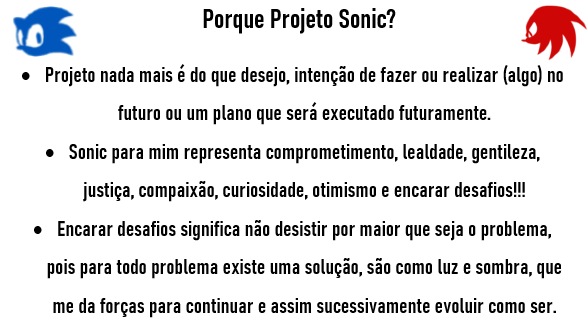 Porque Projeto Sonic?
• Projeto nada mais é do que desejo, intenção de fazer ou realizar (algo) no
futuro ou um plano que será executado futuramente.
• Sonic para mim representa comprometimento, lealdade, gentileza,
justiça, compaixão, curiosidade, otimismo e encarar desafios!!!
• Encarar desafios significa não desistir por maior que seja o problema,
pois para todo problema existe uma solução, são como luz e sombra, que
me da forças para continuar e assim sucessivamente evoluir como ser.